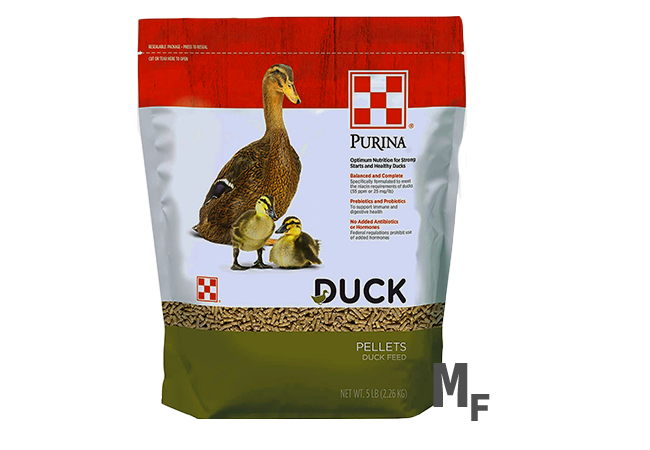 RESEALABLE PACKAGE - PRESS TO RESEAL
CUT OR TEAR HERE TO OPEN
PURINA
Optimum Nutrition for Strong
Starts and Healthy Ducks
Balanced and Complete
Specifically formulated to meet
the niacin requirements of ducks
(55 ppm or 25 mg/lb)
Prebiotics and Probiotics
To support immune and
digestive health
No Added Antibiotics
or Hormones
Federal regulations prohibit use
of added hormones
DUCK
PELLETS
DUCK FEED
NET WT. 5 LB (2.26 KG)
MF